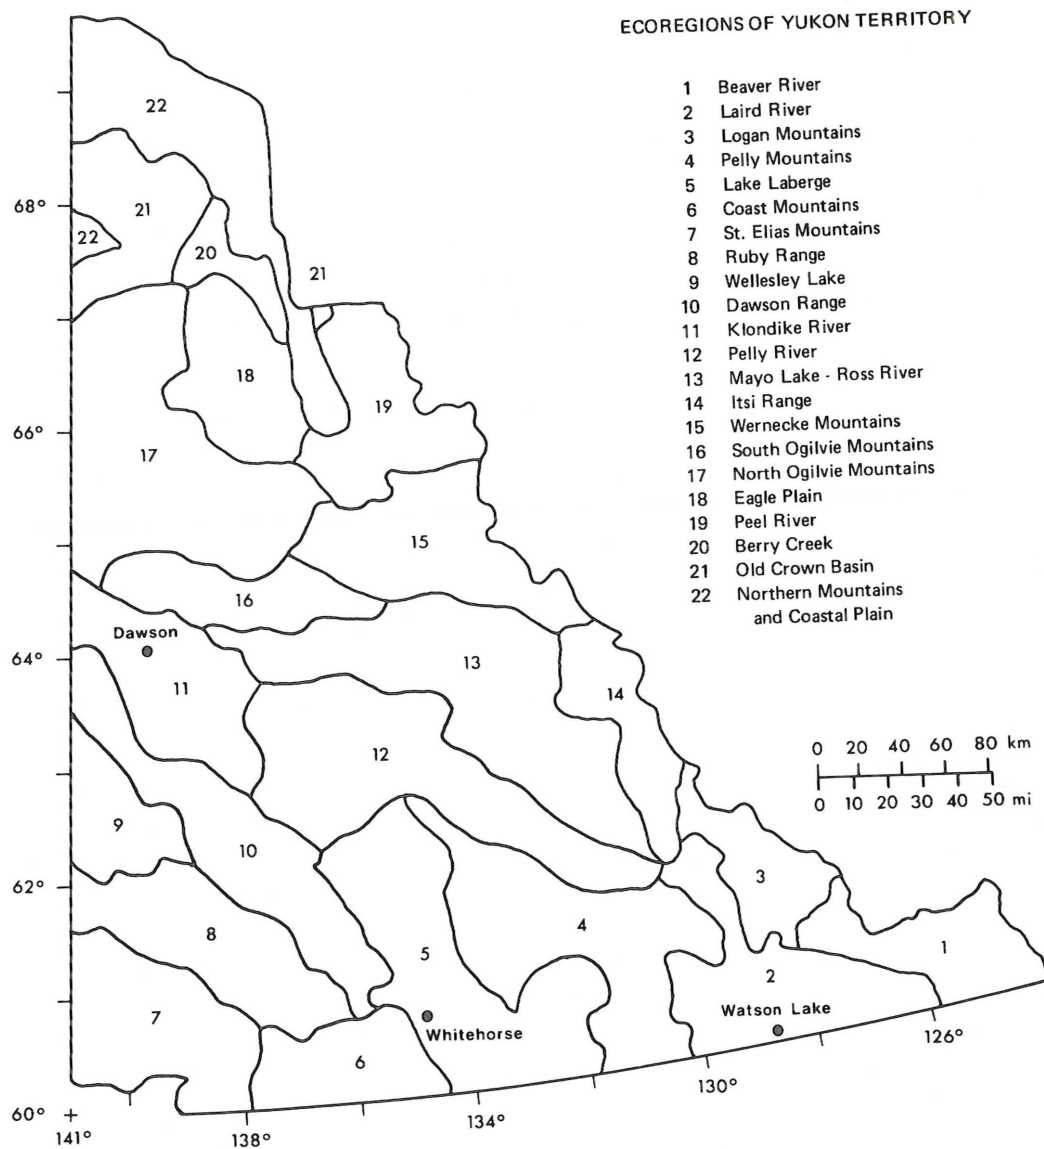 ECOREGIONS OF YUKON TERRITORY
1 Beaver River
2 Laird River
3 Logan Mountains
4 Pelly Mountains
5 Lake Laberge
6 Coast Mountains
7 St. Elias Mountains
8 Ruby Range
9 Wellesley Lake
10 Dawson Range
11 Klondike River
12 Pelly River
13 Mayo Lake - Ross River
14 Itsi Range
15 Wernecke Mountains
16 South Ogilvie Mountains
17 North Ogilvie Mountains
18 Eagle Plain
19 Peel River
20 Berry Creek
21 Old Crown Basin
22 Northern Mountains
and Coastal Plain
22
68°
21
22
20
21
18
19
66°
17
15
16
Dawson
64°
13
11
14
12
0 20 40 60 80 km
0 10 20 30 40 50 mi
9
10
62°
3
8
4
5
1
2
7
Whitehorse
Watson Lake
6
60°
141°
138°
134°
130°
126°